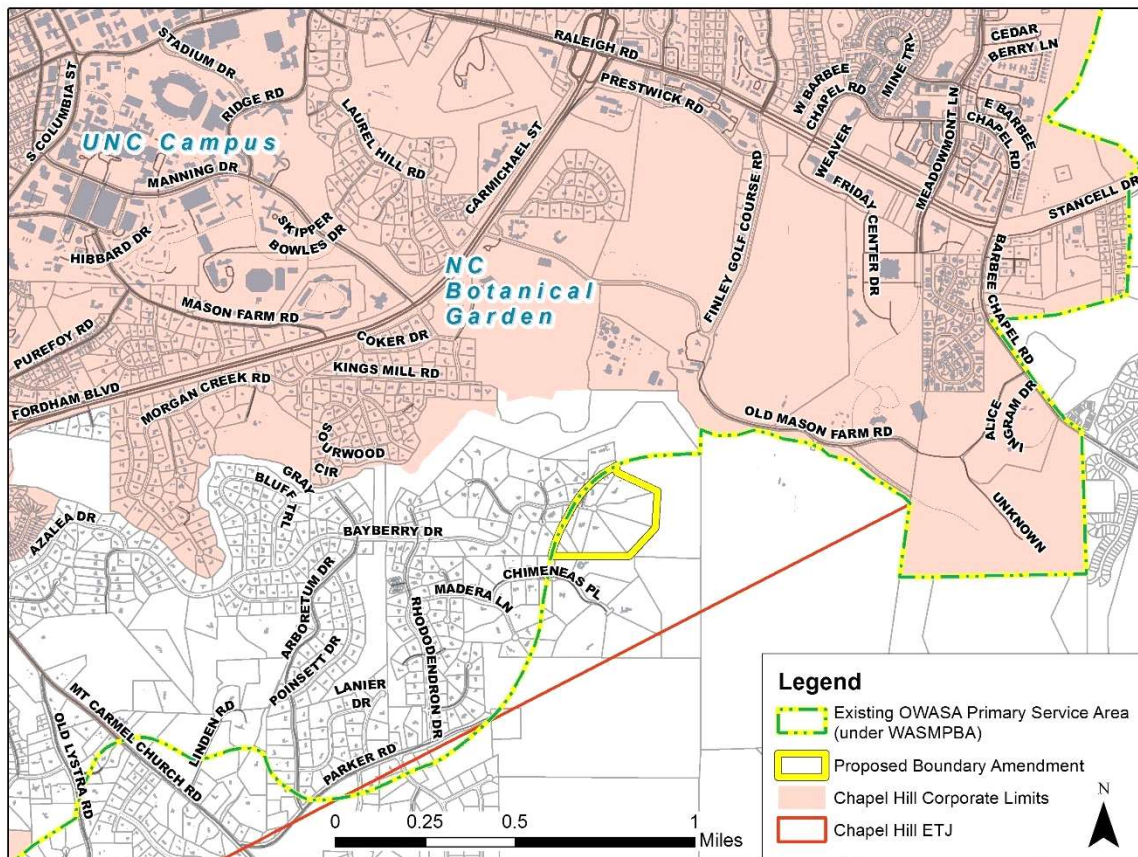 STADIUM DR
RIDGE RD
S COLUMBIA ST
UNC Campus
MANNING DR
LAUREL HILL RD
CARMICHAEL ST
RALEIGH RD
PRESTWICK RD
W BARBEE
CHAPEL RD
MINE TRL
CEDAR
BERRY LN
E BARBEE
CHAPEL RD
WEAVER
MEADOWMONT LN
FRIDAY CENTER DR
STANCELL DR
BARBEE CHAPEL RD
HIBBARD DR
SKIPPER
BOWLES DR
NC
Botanical
Garden
FINLEY GOLF COURSE RD
MASON FARM RD
PUREFOY RD
COKER DR
KINGS MILL RD
FORDHAM BLVD
MORGAN CREEK RD
OLD MASON FARM RD
ALICE
INGRAM DR
UNKNOWN
SOURWOOD
CIR
GRAY
BLUFF TRL
AZALEA DR
BAYBERRY DR
CHIMENEAS PL
MADERA LN
ARBORETUM DR
RHODODENDRON DR
POINSETT DR
LANIER
DR
LINDEN RD
MT CARMEL CHURCH RD
OLD LYSTRA RD
PARKER RD
0 0.25 0.5 1
Miles
Legend
Existing OWASA Primary Service Area
(under WASMPBA)
Proposed Boundary Amendment
Chapel Hill Corporate Limits
Chapel Hill ETJ
N